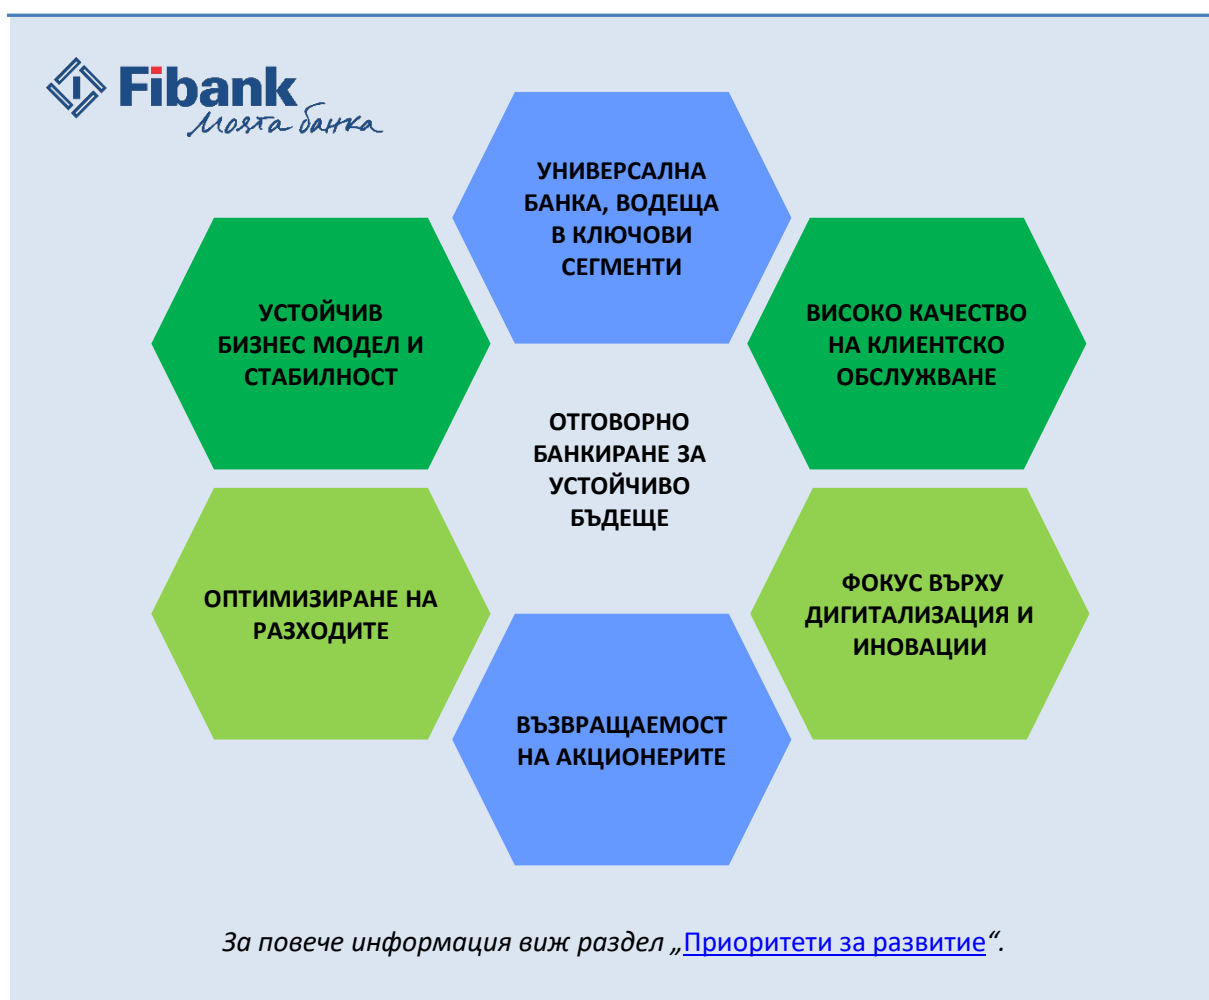 Fibank
Моята банка
УНИВЕРСАЛНА
БАНКА, ВОДЕЩА
В КЛЮЧОВИ
СЕГМЕНТИ
УСТОЙЧИВ
БИЗНЕС МОДЕЛ И
СТАБИЛНОСТ
ВИСОКО КАЧЕСТВО
НА КЛИЕНТСКО
ОБСЛУЖВАНЕ
ОТГОВОРНО
БАНКИРАНЕ ЗА
УСТОЙЧИВО
БЪДЕЩЕ
ОПТИМИЗИРАНЕ НА
РАЗХОДИТЕ
ФОКУС ВЪРХУ
ДИГИТАЛИЗАЦИЯ И
ИНОВАЦИИ
ВЪЗВРАЩАЕМОСТ
НА АКЦИОНЕРИТЕ
За повече информация виж раздел „Приоритети за развитие“.